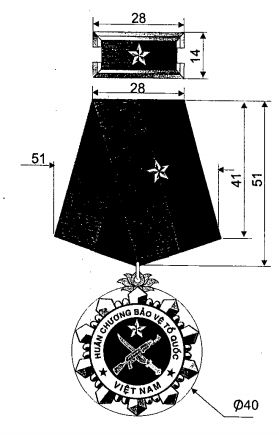 28
14
28
51
41
51
HUÂN CHƯƠNG BẢO VỆ TỔ QUỐC
VIỆT NAM
Ø40